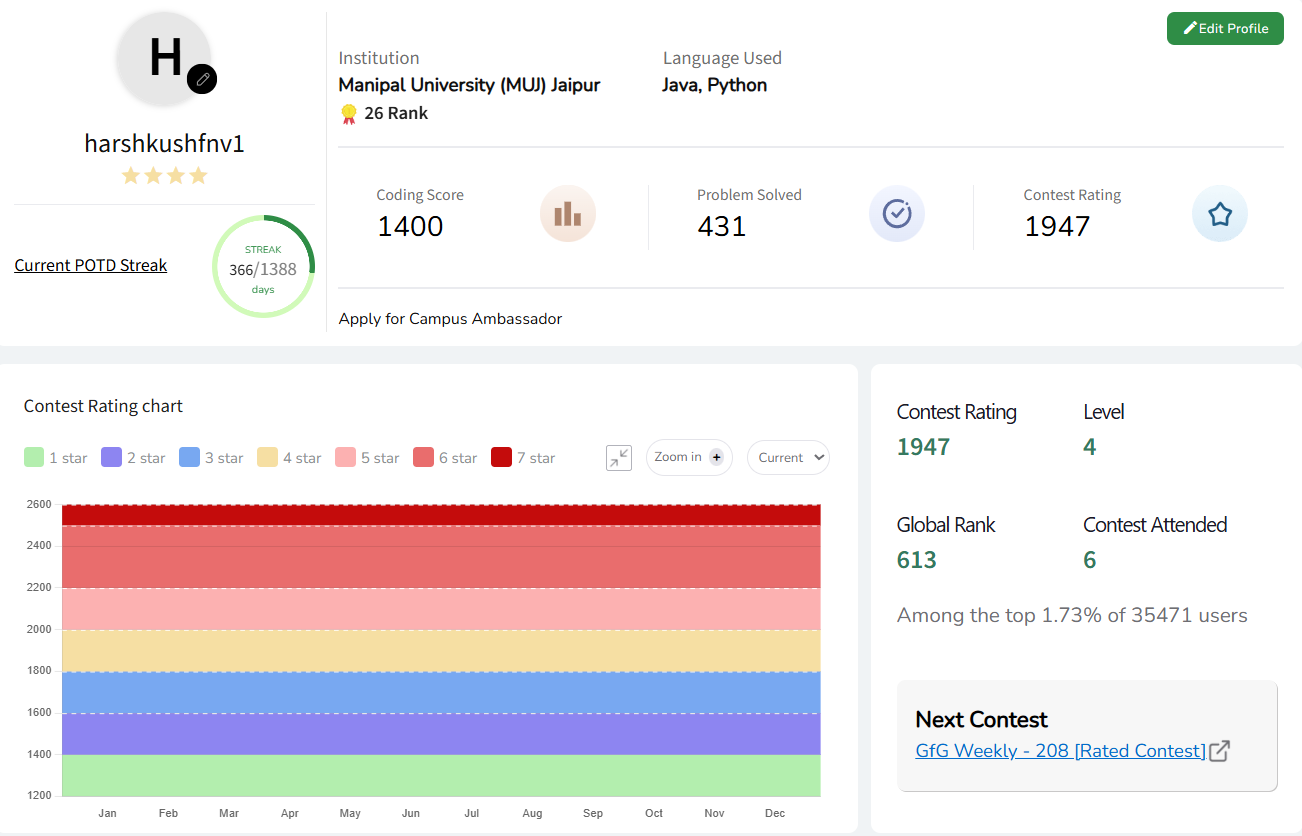 H
harshkushfnv1
Current POTD Streak
STREAK
366/1388
days
Edit Profile
Institution
Manipal University (MUJ) Jaipur
26 Rank
Language Used
Java, Python
Coding Score
1400
Problem Solved
431
Contest Rating
1947
Apply for Campus Ambassador
Contest Rating chart
1 star 2 star 3 star 4 star 5 star 6 star 7 star
Zoom in +
Current
2600
2400
2200
2000
1800
1600
1400
1200
Jan Feb Mar Apr May Jun Jul Aug Sep Oct Nov Dec
Contest Rating
1947
Level
4
Global Rank
613
Contest Attended
6
Among the top 1.73% of 35471 users
Next Contest
GfG Weekly - 208 [Rated Contest]